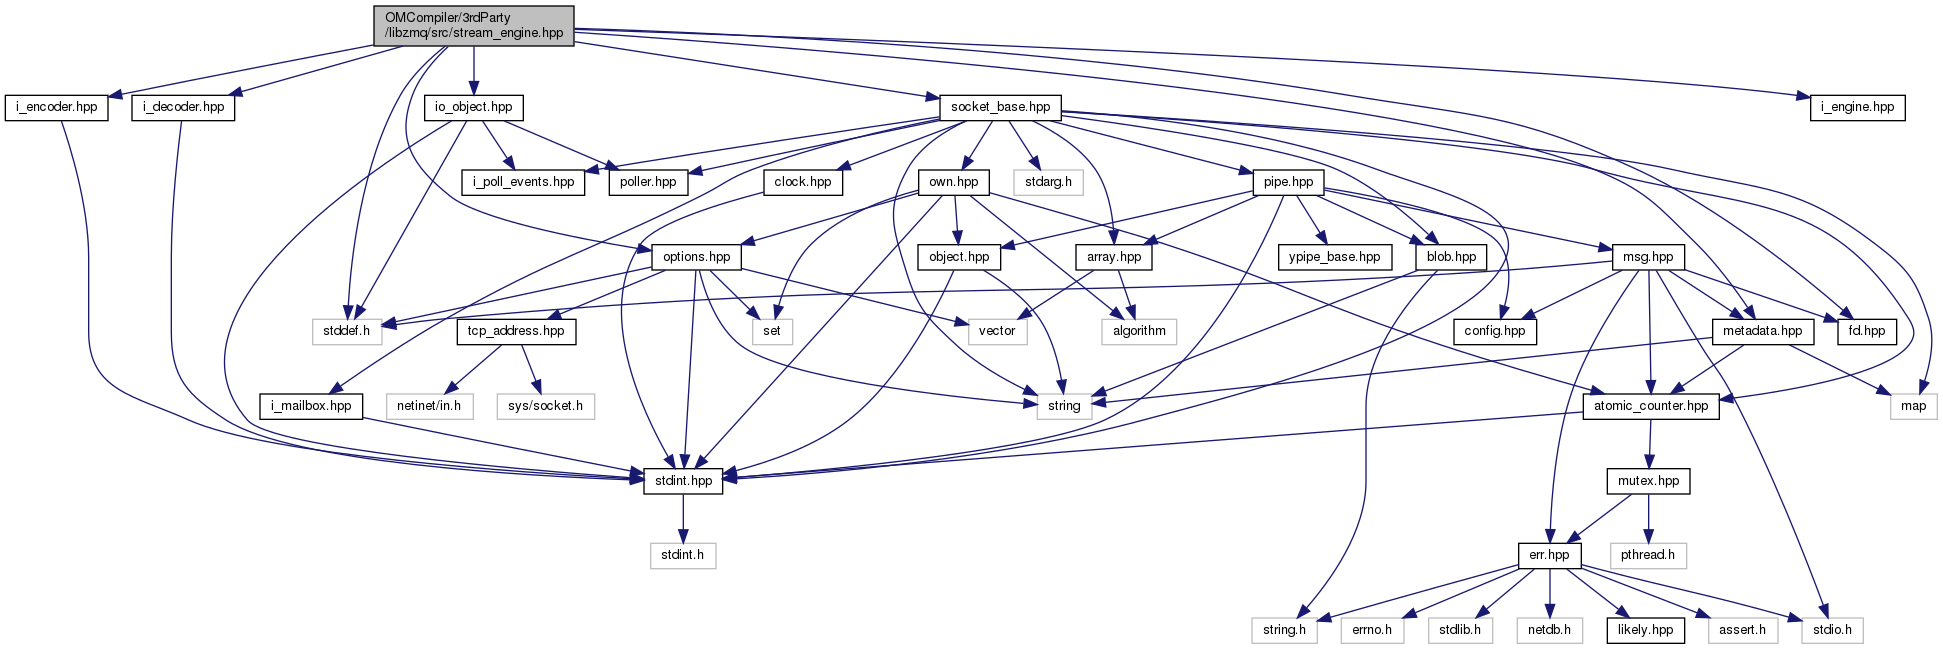 OMCompiler/3rdParty
/libzmq/src/stream_engine.hpp
i_encoder.hpp
i_decoder.hpp
io_object.hpp
socket_base.hpp
i_engine.hpp
i_poll_events.hpp
poller.hpp
clock.hpp
own.hpp
stdarg.h
pipe.hpp
options.hpp
object.hpp
array.hpp
ypipe_base.hpp
blob.hpp
msg.hpp
stddef.h
tcp_address.hpp
set
vector
algorithm
config.hpp
metadata.hpp
fd.hpp
i_mailbox.hpp
netinet/in.h
sys/socket.h
string
atomic_counter.hpp
map
stdint.hpp
mutex.hpp
stdint.h
err.hpp
pthread.h
string.h
errno.h
stdlib.h
netdb.h
likely.hpp
assert.h
stdio.h